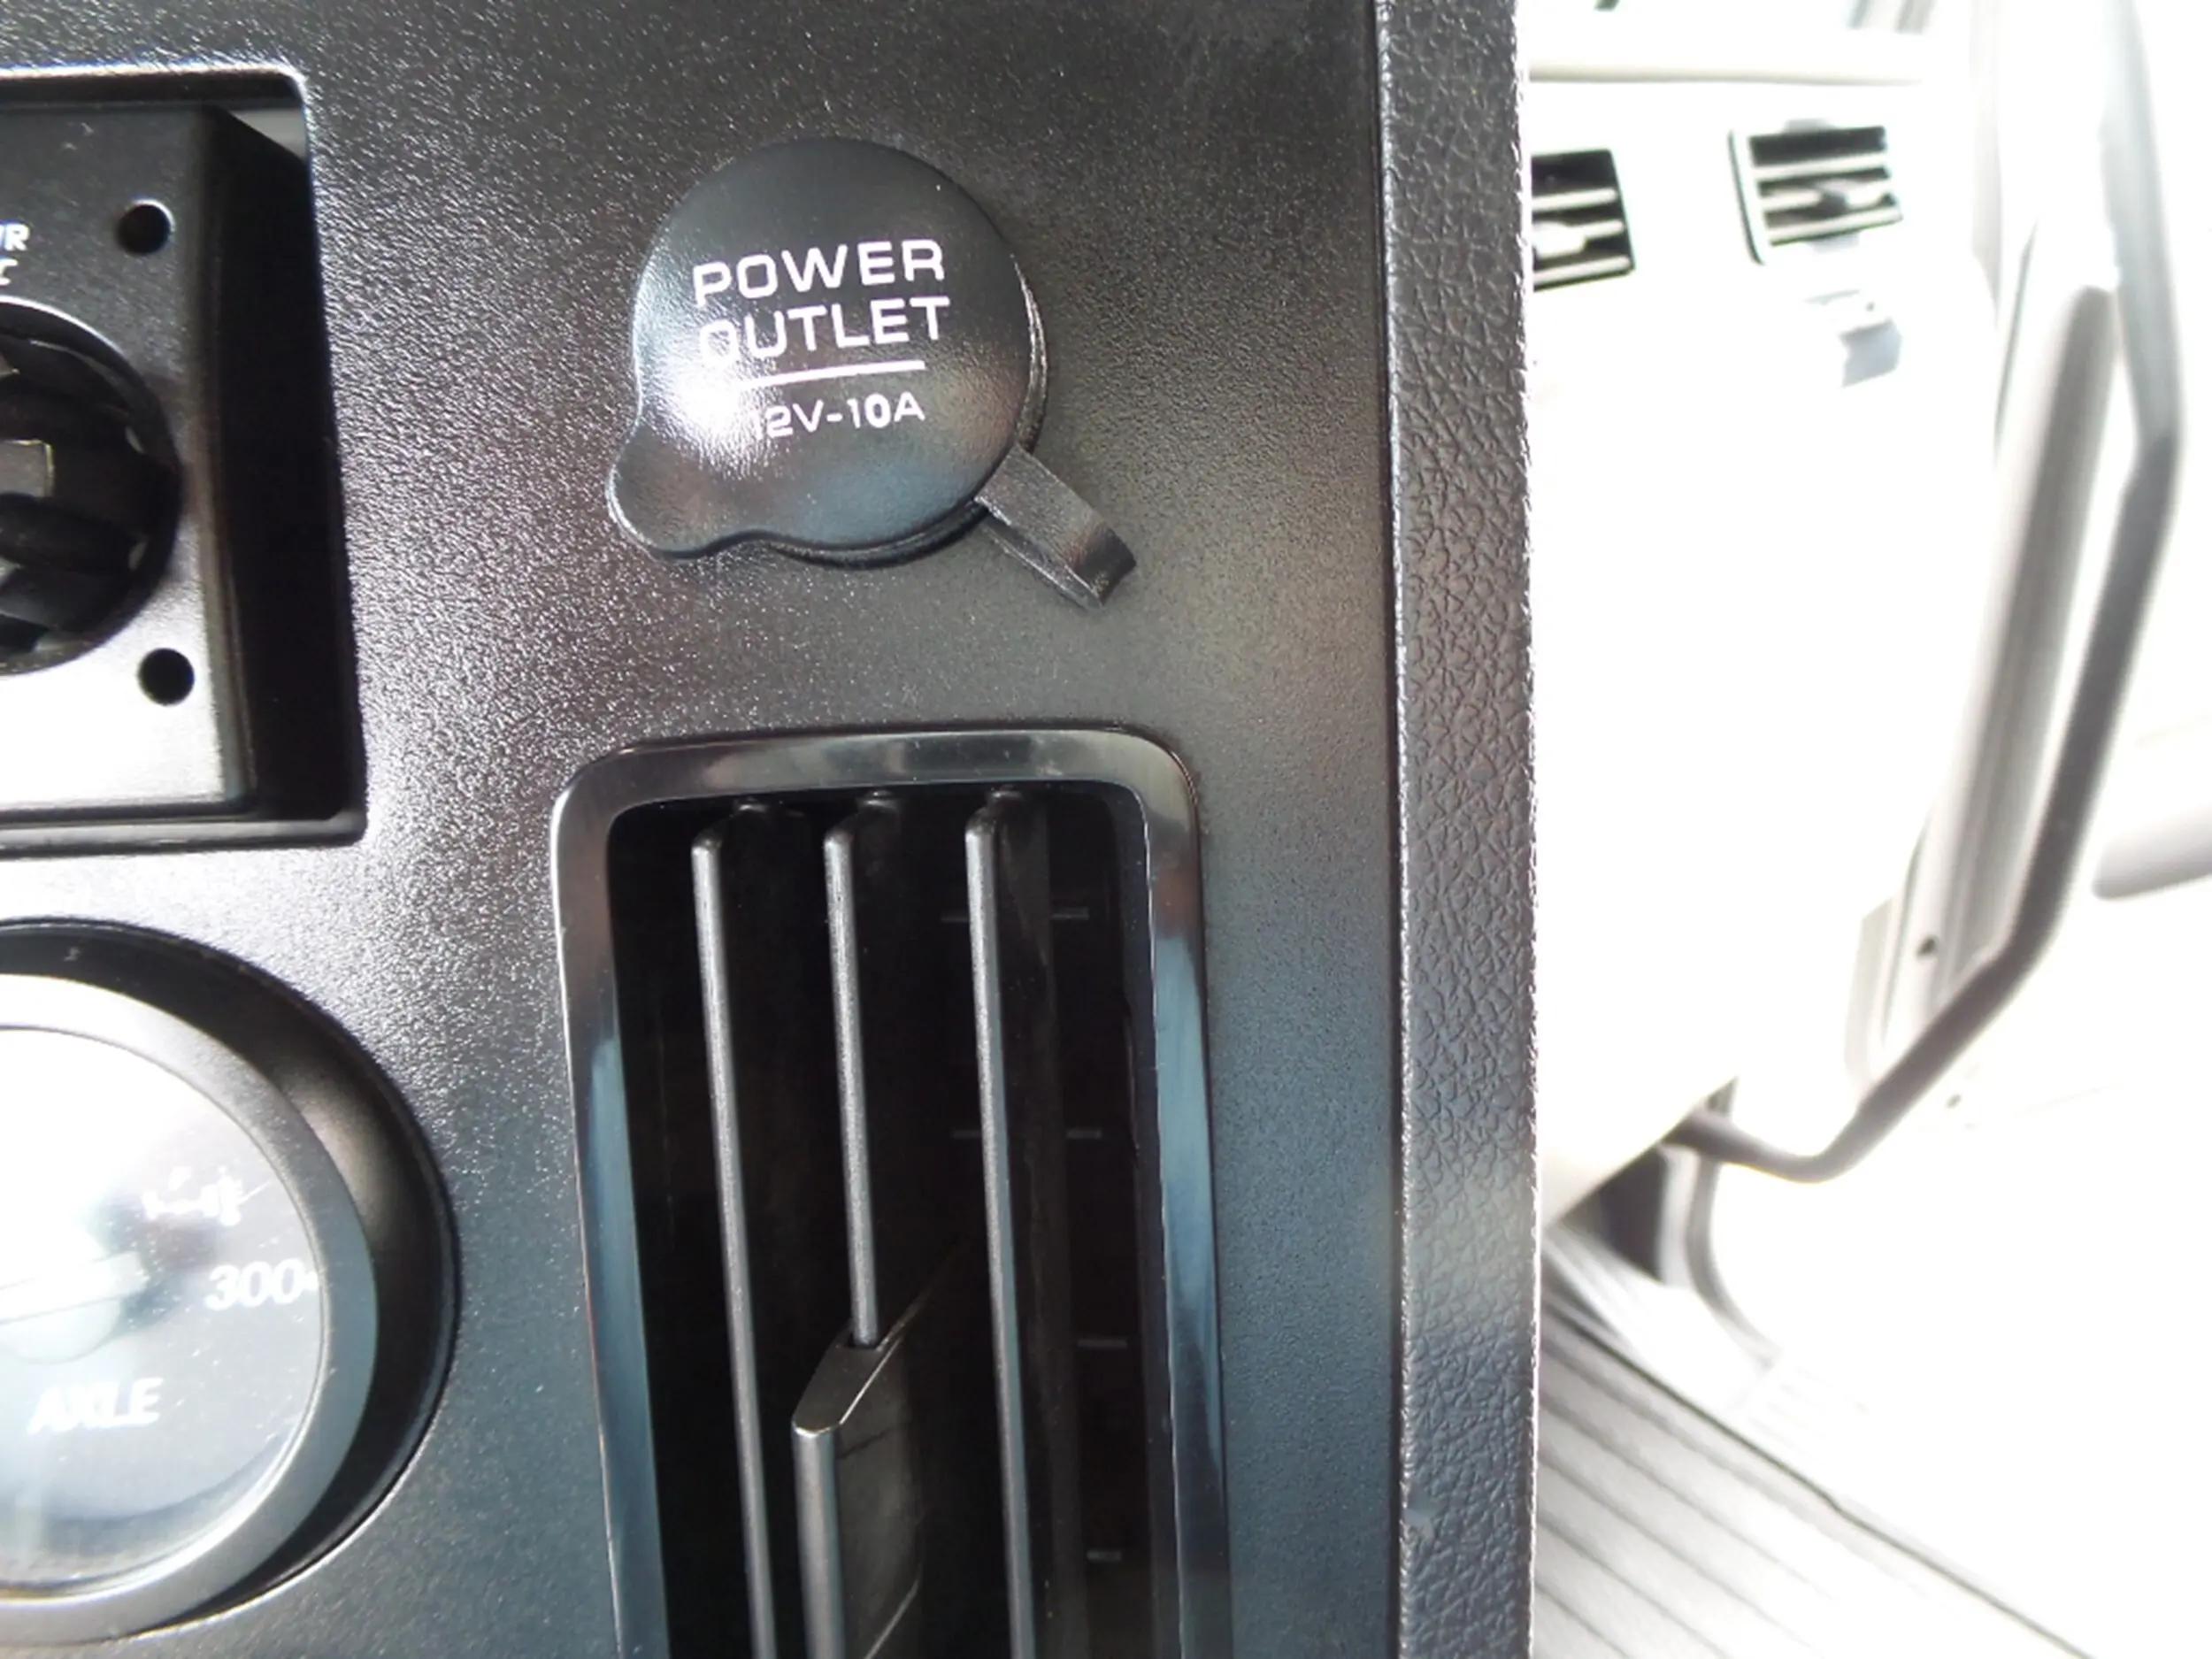 POWER
OUTLET
12V-10A
300
AXLE